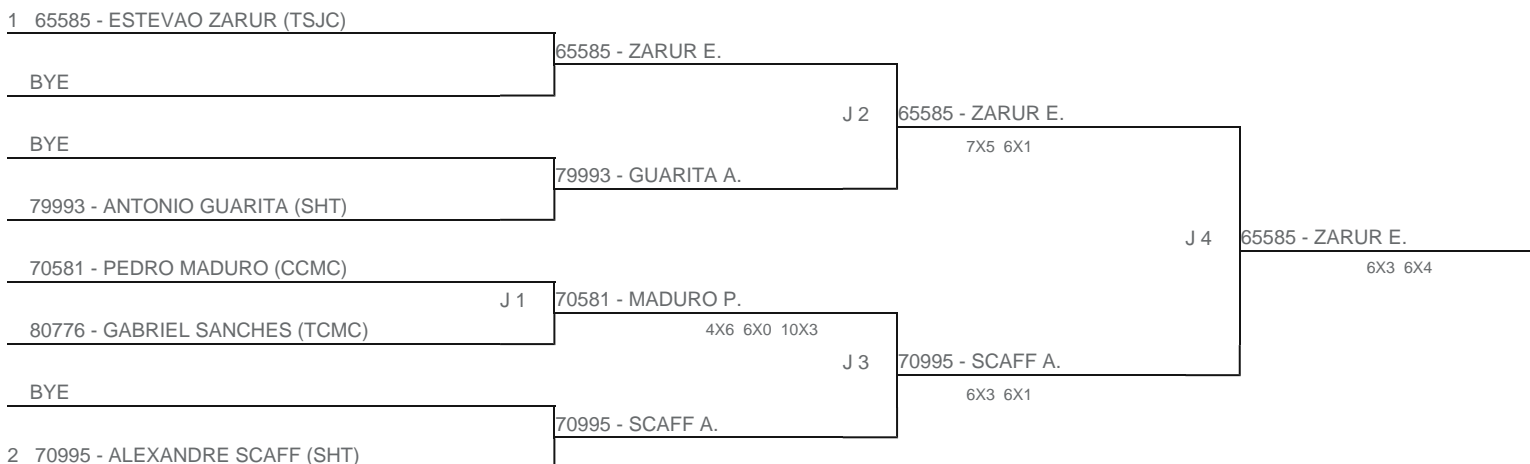 1 65585 - ESTEVAO ZARUR (TSJC)
65585 - ZARUR E.
BYE
J 2
65585 - ZARUR E.
7X5 6X1
BYE
79993 - GUARITA A.
79993 - ANTONIO GUARITA (SHT)
J 4
65585 - ZARUR E.
6X3 6X4
70581 - PEDRO MADURO (CCMC)
J 1
70581 - MADURO P.
4X6 6X0 10X3
80776 - GABRIEL SANCHES (TCMC)
J 3
70995 - SCAFF A.
6X3 6X1
BYE
70995 - SCAFF A.
2 70995 - ALEXANDRE SCAFF (SHT)